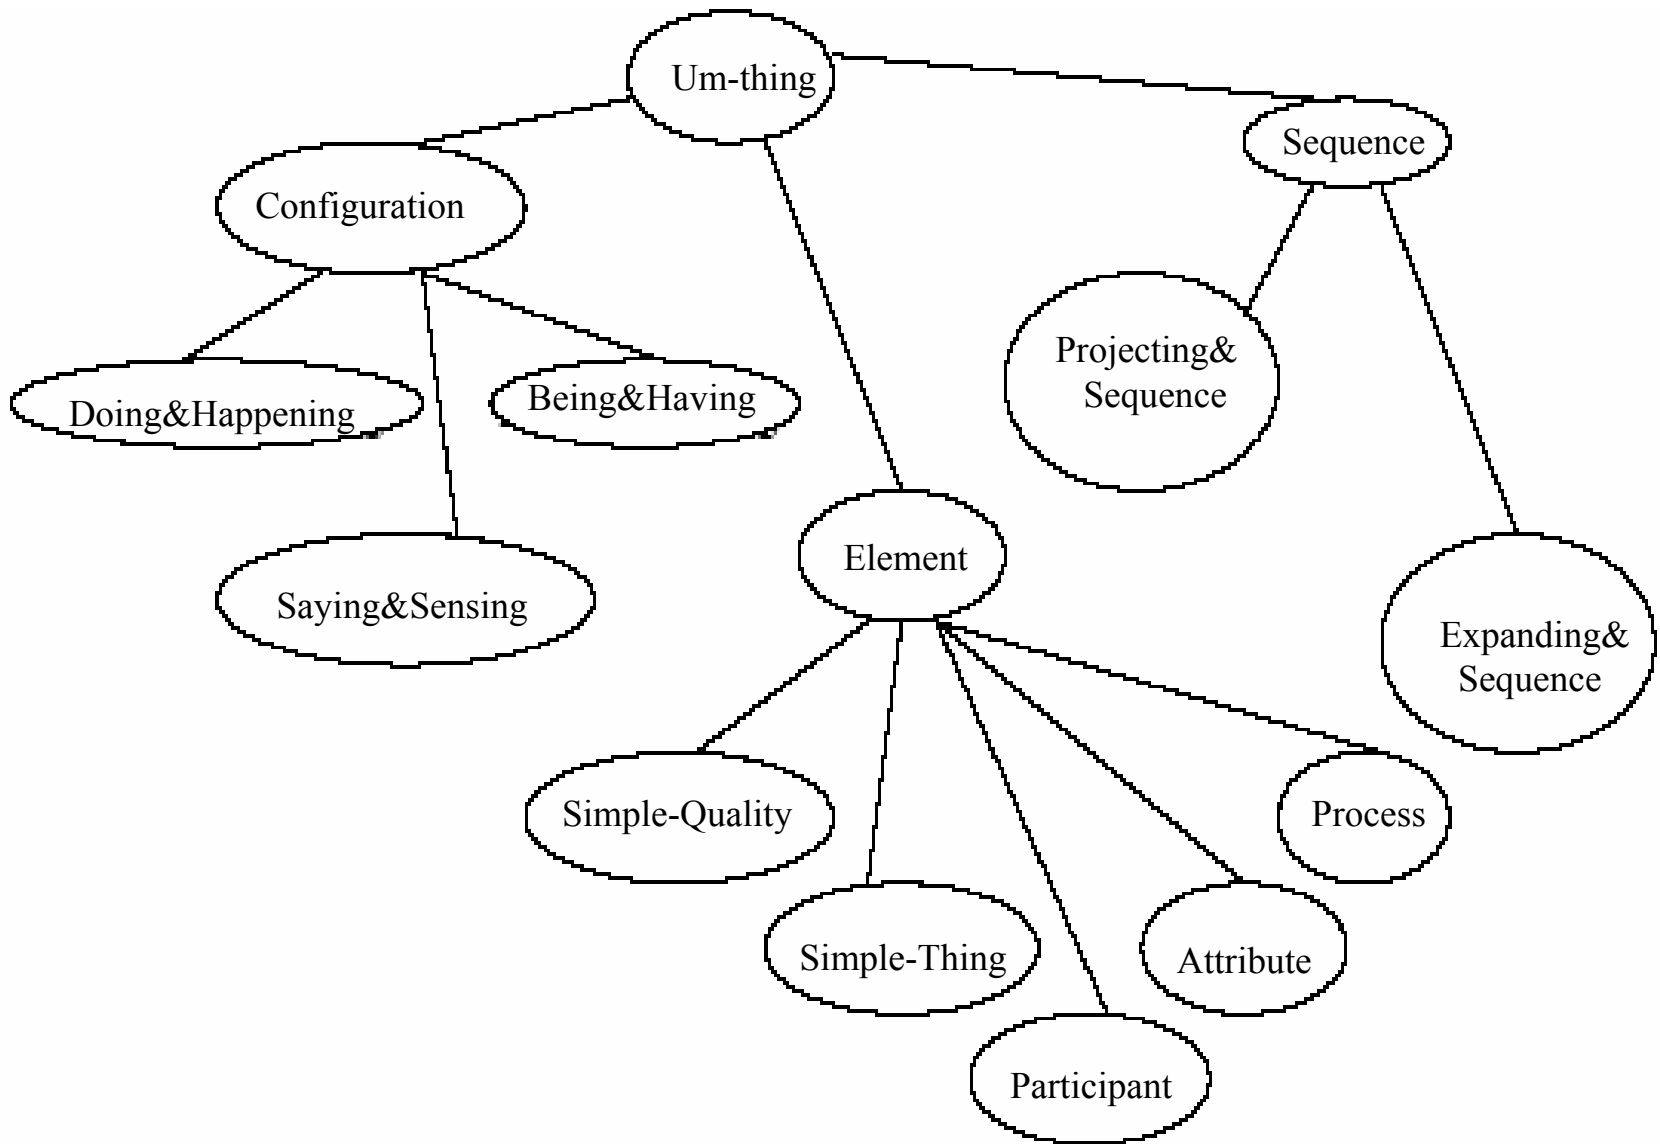 Um-thing
Sequence
Configuration
Projecting&
Sequence
Doing&Happening
Being&Having
Element
Saying&Sensing
Expanding&
Sequence
Simple-Quality
Process
Simple-Thing
Attribute
Participant